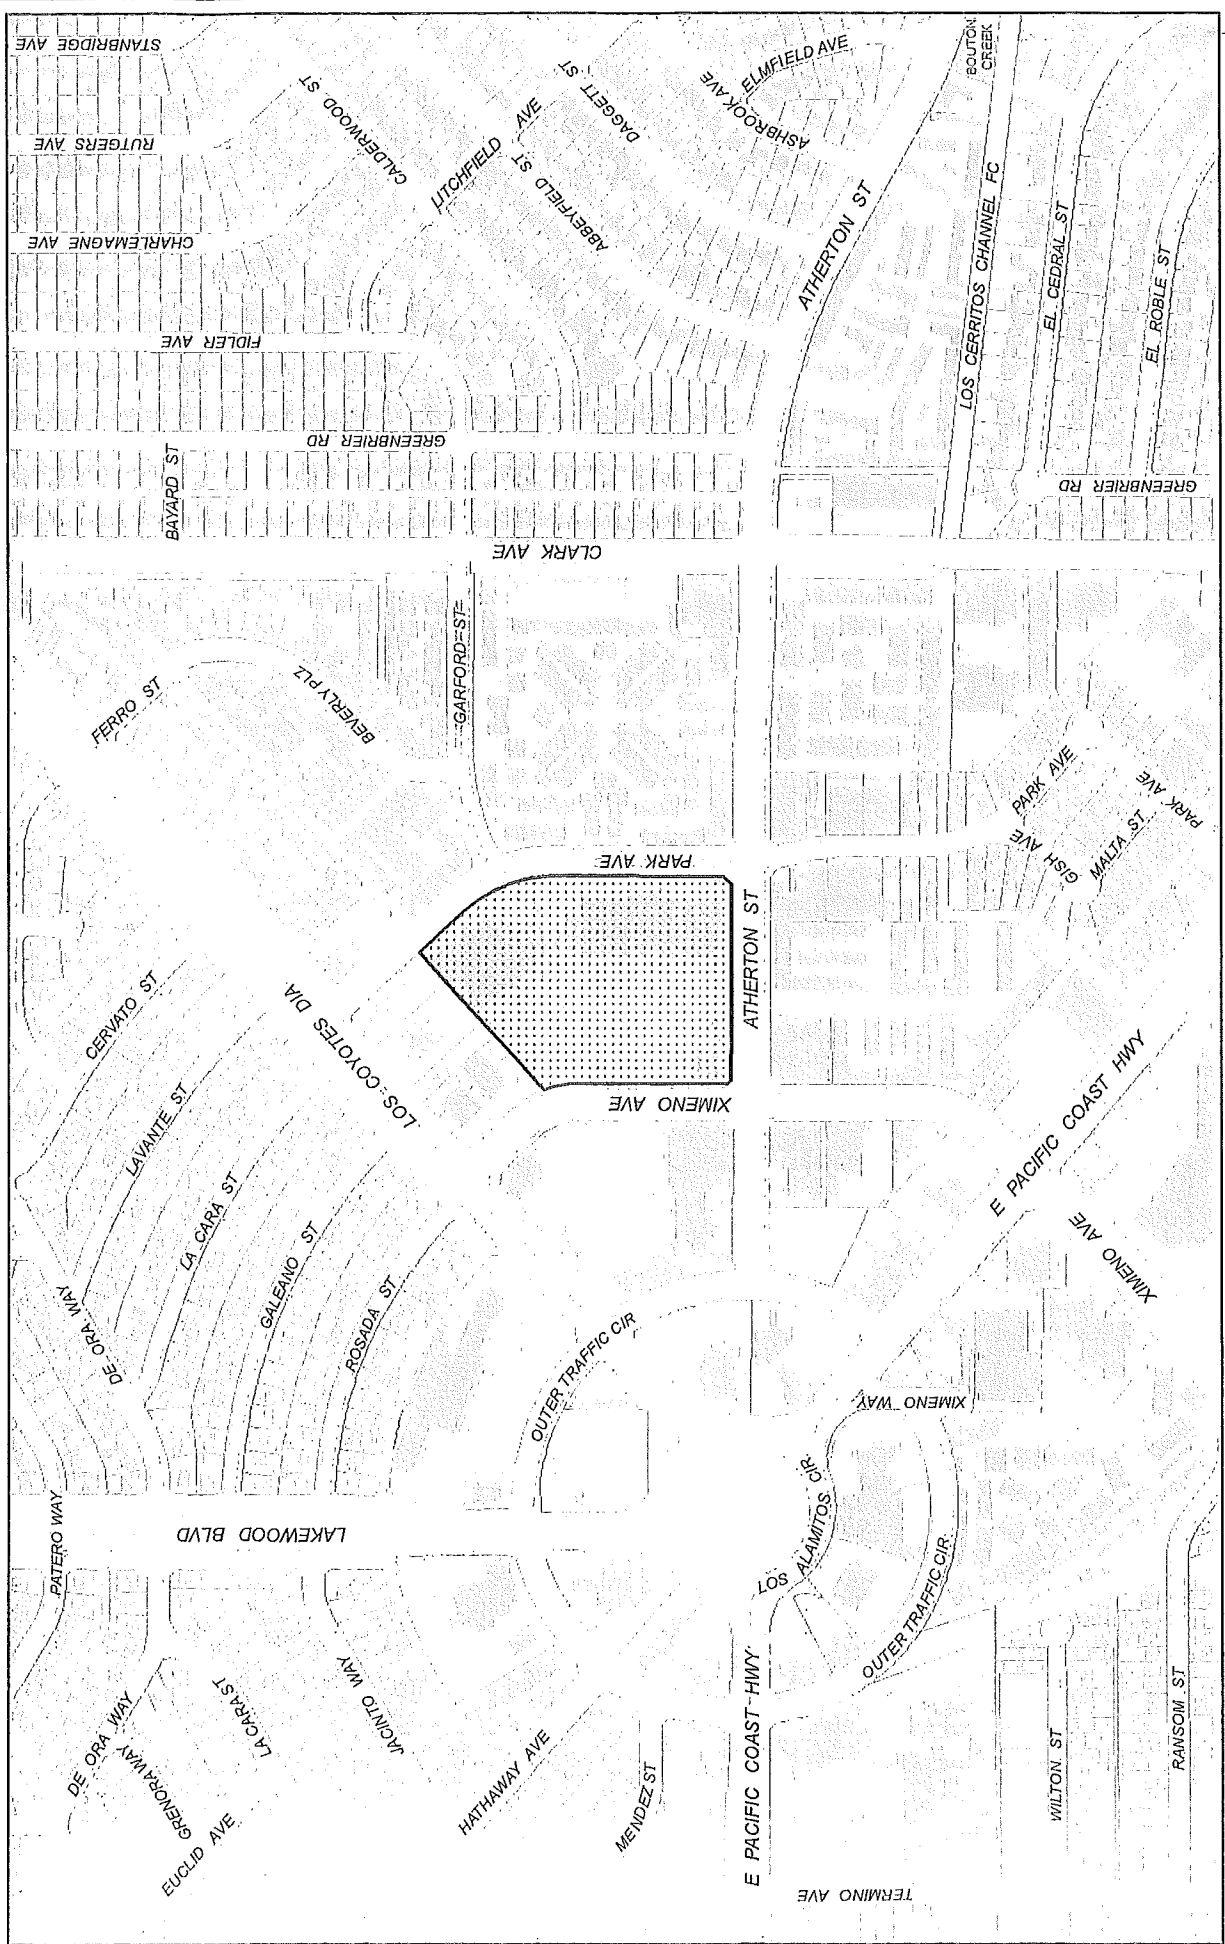 STANBRIDGE AVE
RUTGERS AVE
CHARLEMAGNE AVE
FIDLER AVE
GREENBRIER RD
BAYARD ST
CLARK AVE
CALDERWOOD ST
LITCHFIELD AVE
ABBEYFIELD ST
DAGGETT ST
ASHBROOK AVE
ELMFIELD AVE
BOUTON
CREEK
ATHERTON ST
LOS CERRITOS CHANNEL FC
EL CEDRAL ST
EL ROBLE ST
GREENBRIER RD
FERRO ST
BEVERLY PLZ
GARFORD ST
PARK AVE
PARK AVE
GISH AVE
MALTA ST
PARK AVE
ATHERTON ST
XIMENO AVE
LOS COYOTES DIA
CERVATO ST
LAVANTE ST
LA CARA ST
GALEANO ST
ROSADA ST
DE ORA WAY
E PACIFIC COAST HWY
XIMENO AVE
OUTER TRAFFIC CIR
XIMENO WAY
LOS ALAMITOS CIR
OUTER TRAFFIC CIR
PATERO WAY
LAKEWOOD BLVD
DE ORA WAY
GRENORA WAY
EUCLID AVE
LA CARA ST
JACINTO WAY
HATHAWAY AVE
MENDEZ ST
E PACIFIC COAST HWY
TERMINO AVE
WILTON ST
RANSOM ST